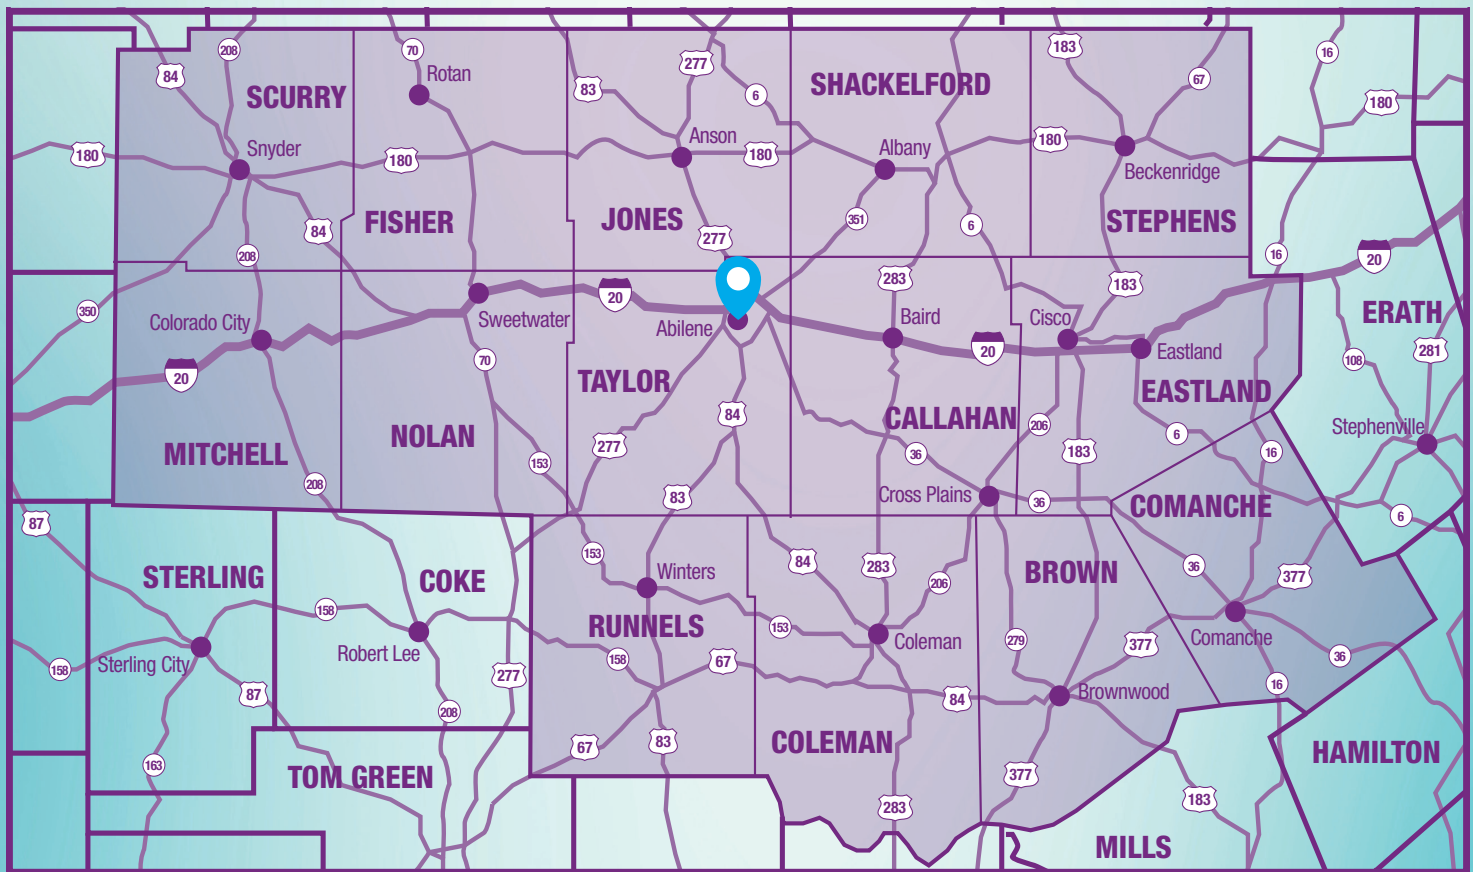 208
70
183
16
84
277
Rotan
SCURRY
83
6
SHACKELFORD
67
180
Snyder
180
180
Anson
180
Albany
180
Beckenridge
84
FISHER
JONES
277
351
6
STEPHENS
208
16
20
350
Colorado City
20
Sweetwater
20
Abilene
283
Baird
20
Cisco
183
Eastland
ERATH
281
70
TAYLOR
108
EASTLAND
MITCHELL
NOLAN
84
CALLAHAN
206
6
Stephenville
277
153
36
183
16
208
83
Cross Plains
36
COMANCHE
6
87
153
84
283
206
BROWN
36
377
STERLING
COKE
Winters
158
RUNNELS
153
Coleman
279
377
Comanche
158
Sterling City
Robert Lee
158
67
36
87
277
208
84
Brownwood
16
67
83
COLEMAN
377
HAMILTON
163
TOM GREEN
283
183
MILLS